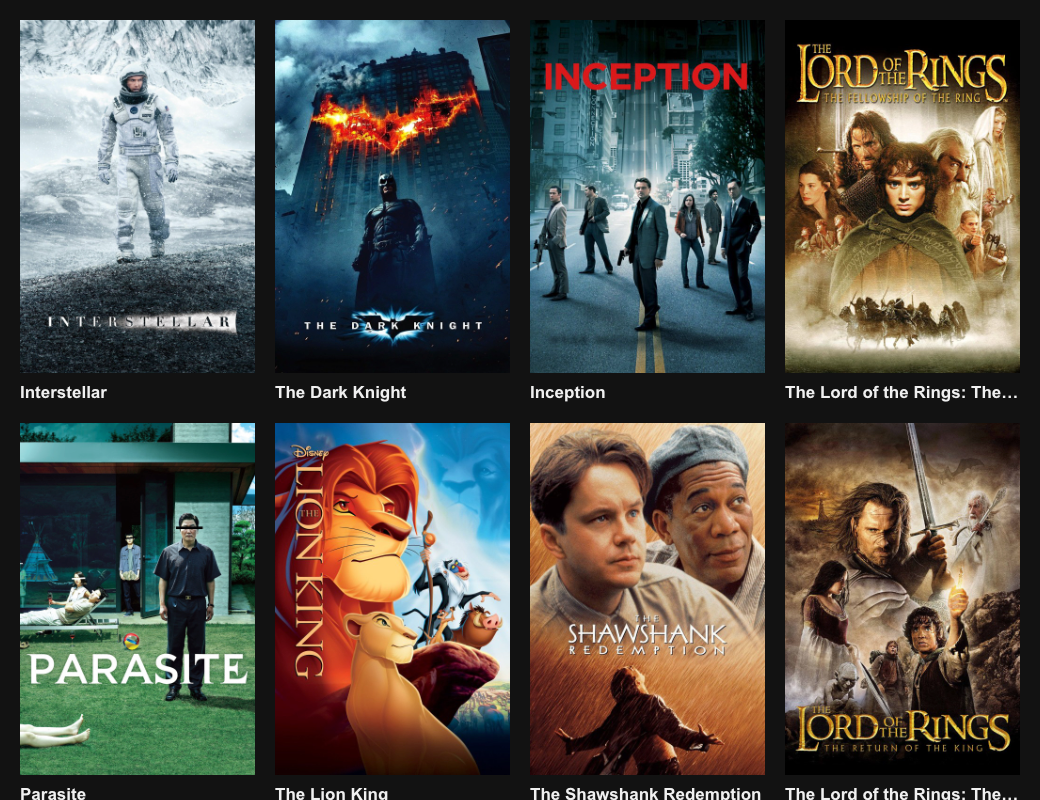 INTERSTELLAR
THE DARK KNIGHT
INCEPTION
THE
LORD OF THE RINGS
THE FELLOWSHIP OF THE RING
Interstellar
The Dark Knight
Inception
The Lord of the Rings: The…
PARASITE
DISNEY
THE
LION KING
THE
SHAWSHANK
REDEMPTION
THE
LORD OF THE RINGS
THE RETURN OF THE KING
Parasite
The Lion King
The Shawshank Redemption
The Lord of the Rings: The…